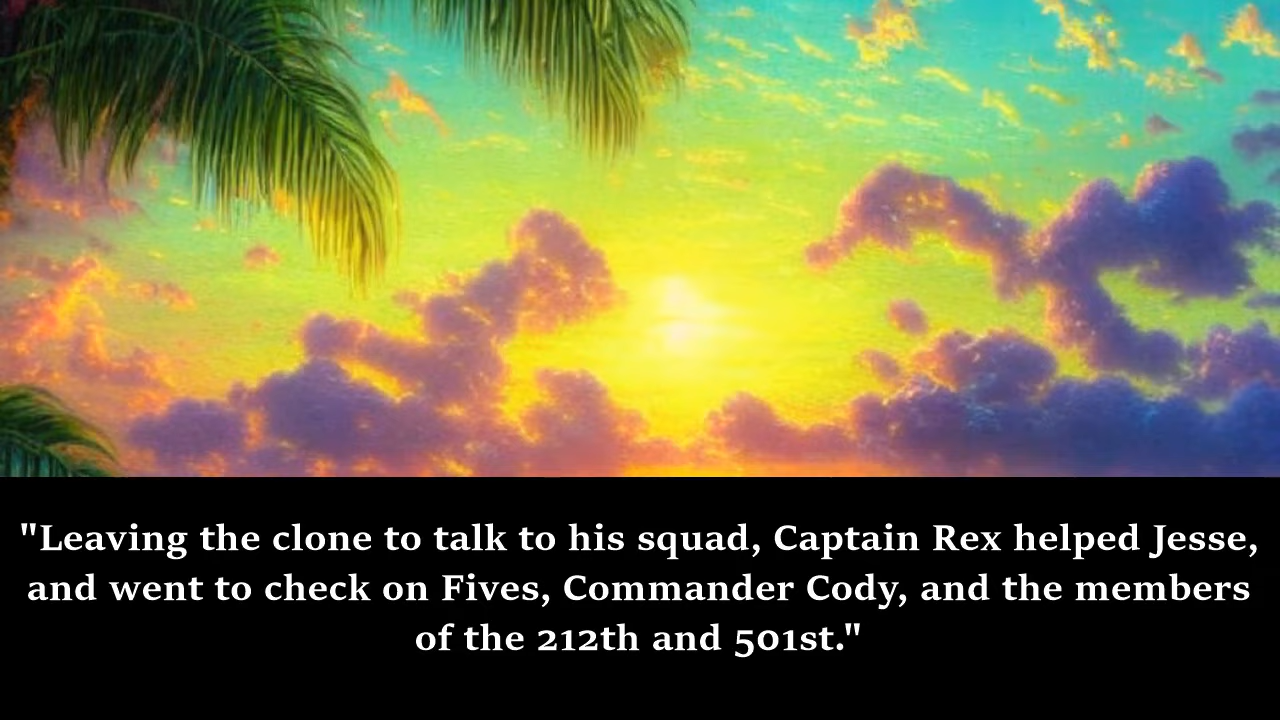 "Leaving the clone to talk to his squad, Captain Rex helped Jesse,
and went to check on Fives, Commander Cody, and the members
of the 212th and 501st."